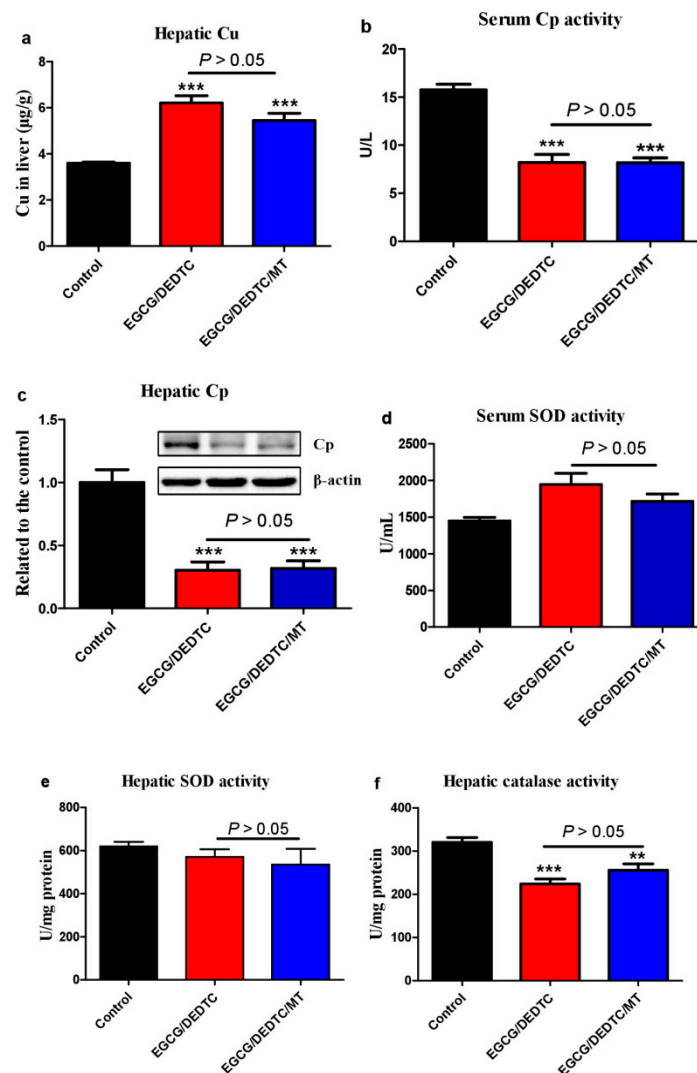 a
Hepatic Cu
Cu in liver (μg/g)
8
6
4
2
0
P > 0.05
***
***
Control
EGCG/DEDTC
EGCG/DEDTC/MT
b
Serum Cp activity
U/L
20
15
10
5
0
P > 0.05
***
***
Control
EGCG/DEDTC
EGCG/DEDTC/MT
c
Hepatic Cp
Related to the control
1.5
1.0
0.5
0.0
Cp
β-actin
P > 0.05
***
***
Control
EGCG/DEDTC
EGCG/DEDTC/MT
d
Serum SOD activity
U/mL
2500
2000
1500
1000
500
0
P > 0.05
Control
EGCG/DEDTC
EGCG/DEDTC/MT
e
Hepatic SOD activity
U/mg protein
800
600
400
200
0
P > 0.05
Control
EGCG/DEDTC
EGCG/DEDTC/MT
f
Hepatic catalase activity
U/mg protein
400
300
200
100
0
P > 0.05
***
**
Control
EGCG/DEDTC
EGCG/DEDTC/MT